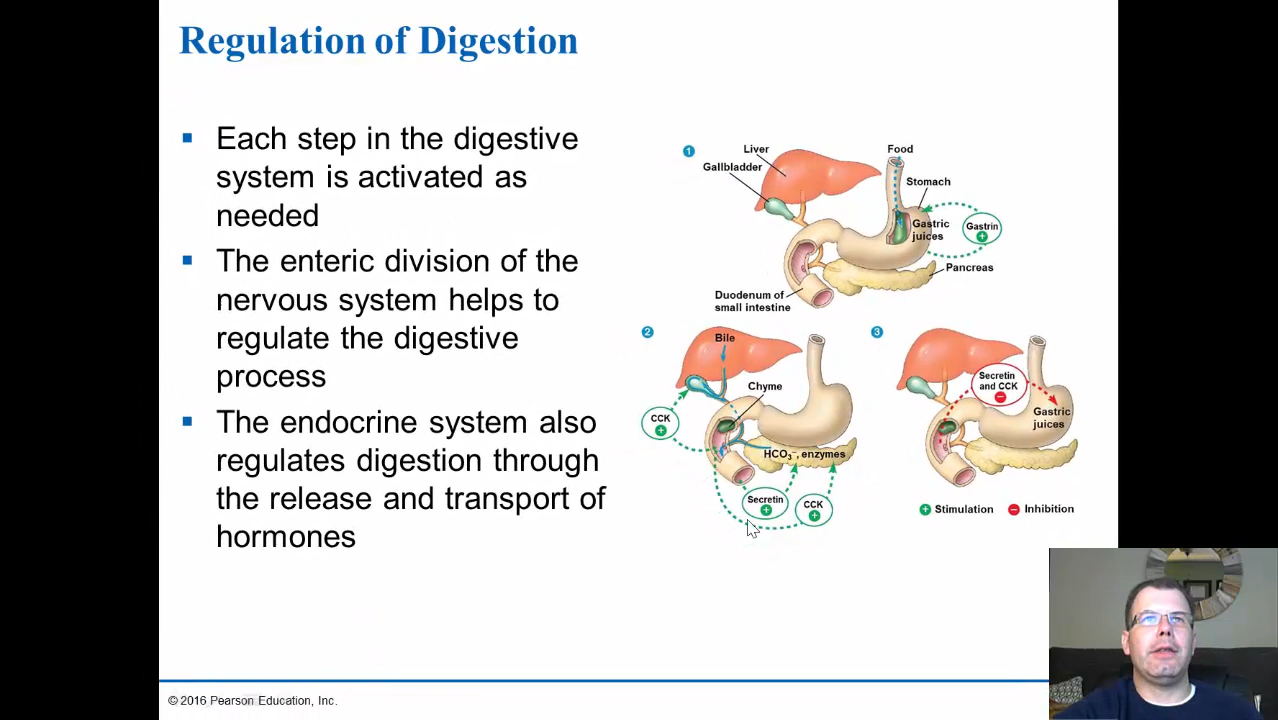 Regulation of Digestion
Each step in the digestive
system is activated as
needed
The enteric division of the
nervous system helps to
regulate the digestive
process
The endocrine system also
regulates digestion through
the release and transport of
hormones
1
Liver
Gallbladder
Food
Stomach
Gastric
juices
Gastrin
+
Pancreas
Duodenum of
small intestine
2
Bile
Chyme
CCK
+
HCO₃⁻, enzymes
Secretin
+
CCK
+
3
Secretin
and CCK
–
Gastric
juices
+ Stimulation – Inhibition
© 2016 Pearson Education, Inc.